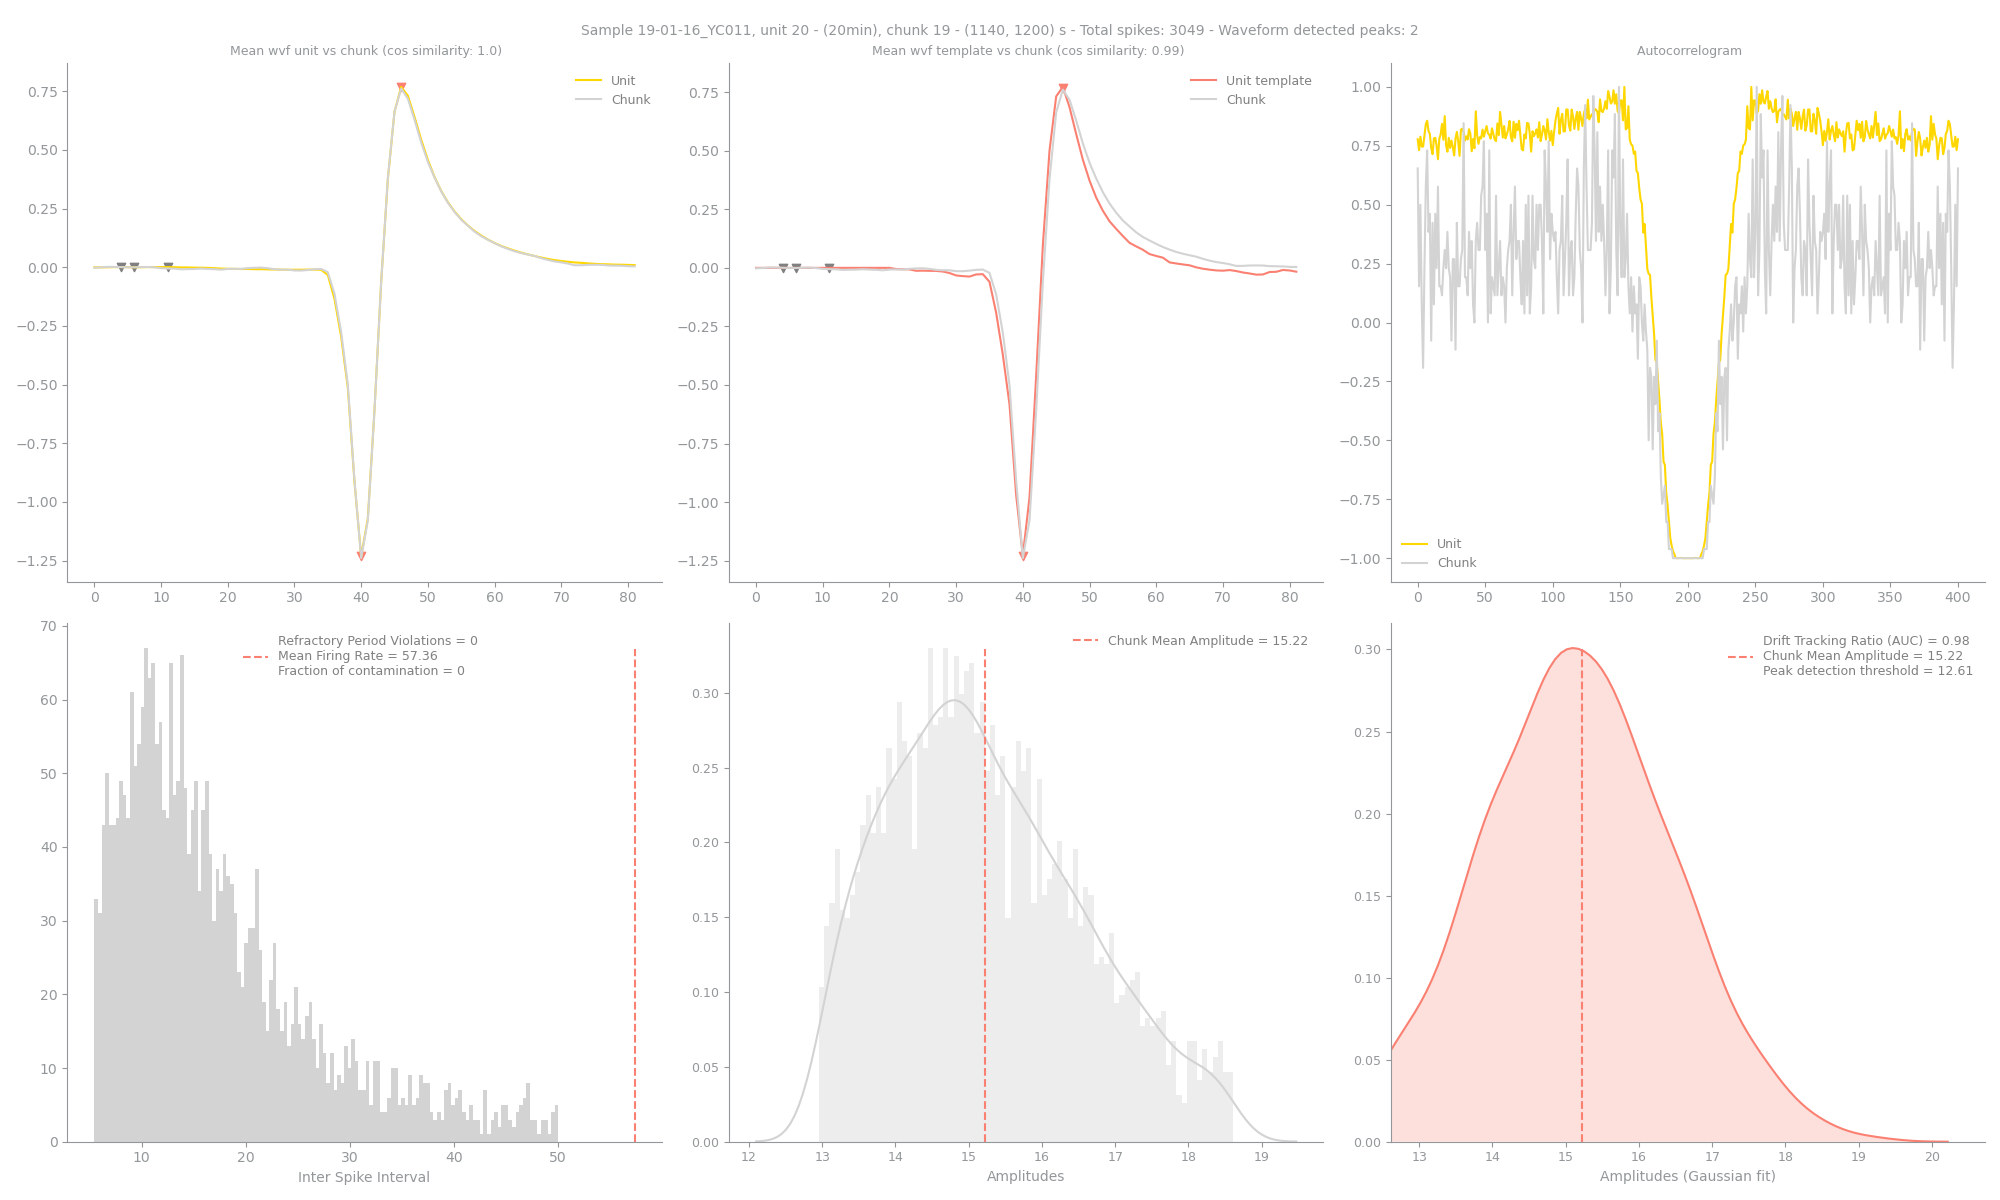 Sample 19-01-16_YC011, unit 20 - (20min), chunk 19 - (1140, 1200) s - Total spikes: 3049 - Waveform detected peaks: 2
Mean wvf unit vs chunk (cos similarity: 1.0)
Unit
Chunk
0.75
0.50
0.25
0.00
−0.25
−0.50
−0.75
−1.00
−1.25
0 10 20 30 40 50 60 70 80
Mean wvf template vs chunk (cos similarity: 0.99)
Unit template
Chunk
0.75
0.50
0.25
0.00
−0.25
−0.50
−0.75
−1.00
−1.25
0 10 20 30 40 50 60 70 80
Autocorrelogram
1.00
0.75
0.50
0.25
0.00
−0.25
−0.50
−0.75
−1.00
Unit
Chunk
0 50 100 150 200 250 300 350 400
70
60
50
40
30
20
10
0
Refractory Period Violations = 0
Mean Firing Rate = 57.36
Fraction of contamination = 0
10 20 30 40 50
Inter Spike Interval
Chunk Mean Amplitude = 15.22
0.30
0.25
0.20
0.15
0.10
0.05
0.00
12 13 14 15 16 17 18 19
Amplitudes
Drift Tracking Ratio (AUC) = 0.98
Chunk Mean Amplitude = 15.22
Peak detection threshold = 12.61
0.30
0.25
0.20
0.15
0.10
0.05
0.00
13 14 15 16 17 18 19 20
Amplitudes (Gaussian fit)